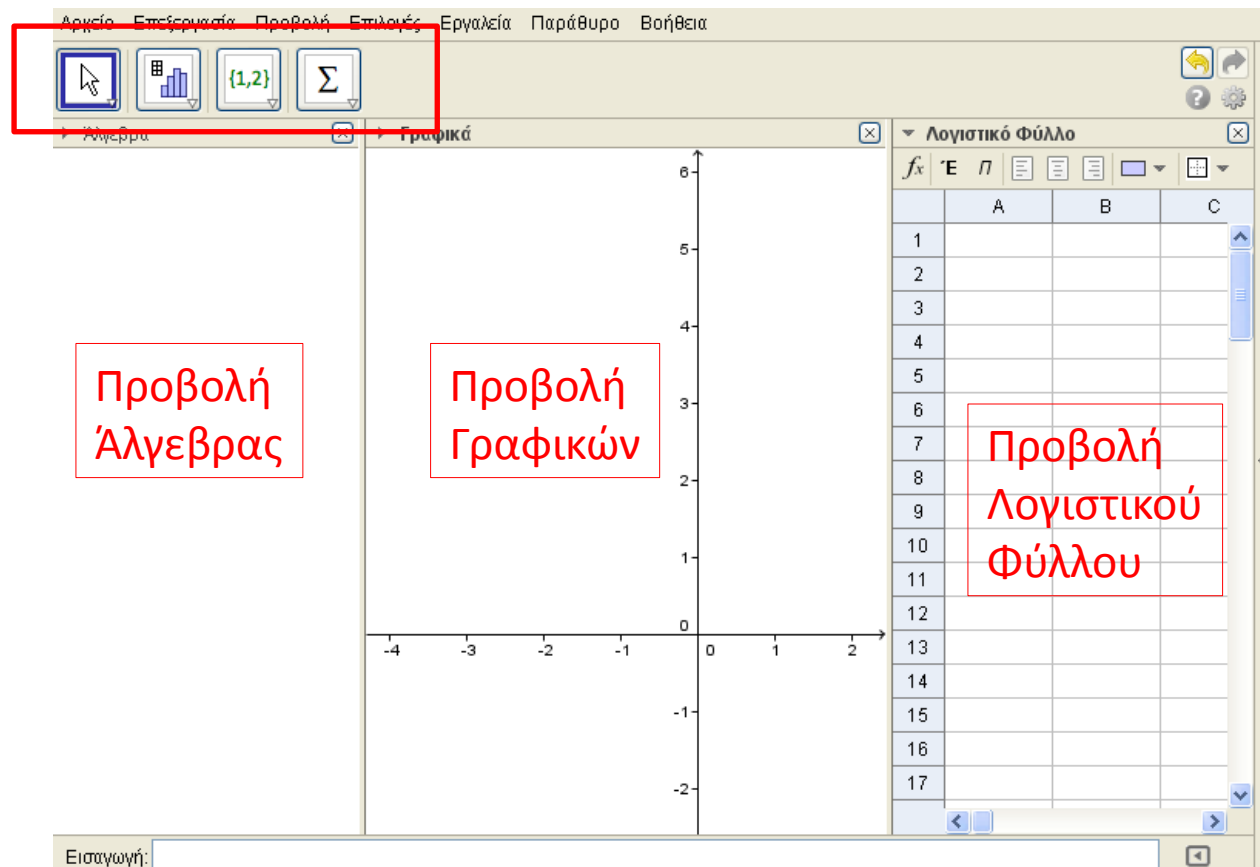 Αρχείο Επεξεργασία Προβολή Επιλογές Εργαλεία Παράθυρο Βοήθεια
{1,2} Σ
Άλγεβρα Γραφικά Λογιστικό Φύλλο
fx Έ Π
A B C
1
2
3
4
5
6
7
8
9
10
11
12
13
14
15
16
17
Προβολή
Άλγεβρας
Προβολή
Γραφικών
Προβολή
Λογιστικού
Φύλλου
6
5
4
3
2
1
0
-4 -3 -2 -1 0 1 2
-1
-2
Εισαγωγή: